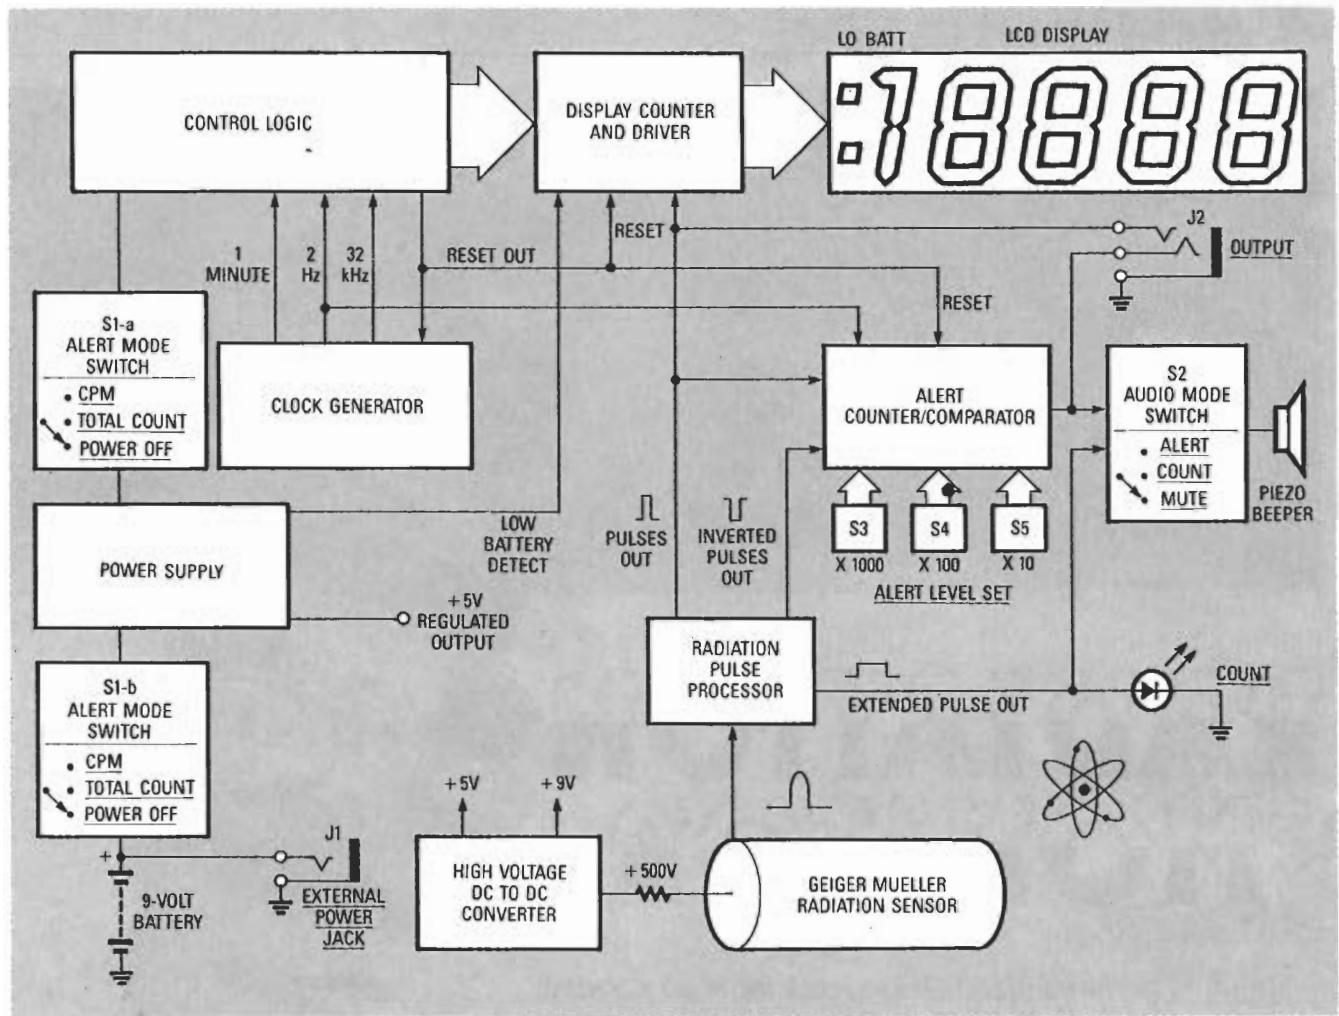 LO BATT
LCD DISPLAY
:18888
CONTROL LOGIC
DISPLAY COUNTER
AND DRIVER
1
MINUTE
2
Hz
32
kHz
RESET OUT
RESET
J2
OUTPUT
RESET
S1-a
ALERT MODE
SWITCH
• CPM
• TOTAL COUNT
• POWER OFF
CLOCK GENERATOR
ALERT
COUNTER/COMPARATOR
S2
AUDIO MODE
SWITCH
• ALERT
• COUNT
• MUTE
PIEZO
BEEPER
S3
S4
S5
X 1000
X 100
X 10
ALERT LEVEL SET
LOW
BATTERY
DETECT
PULSES
OUT
INVERTED
PULSES
OUT
POWER SUPPLY
+5V
REGULATED
OUTPUT
RADIATION
PULSE
PROCESSOR
EXTENDED PULSE OUT
COUNT
S1-b
ALERT MODE
SWITCH
• CPM
• TOTAL COUNT
• POWER OFF
+5V
+9V
+
J1
9-VOLT
BATTERY
EXTERNAL
POWER
JACK
HIGH VOLTAGE
DC TO DC
CONVERTER
+500V
GEIGER MUELLER
RADIATION SENSOR